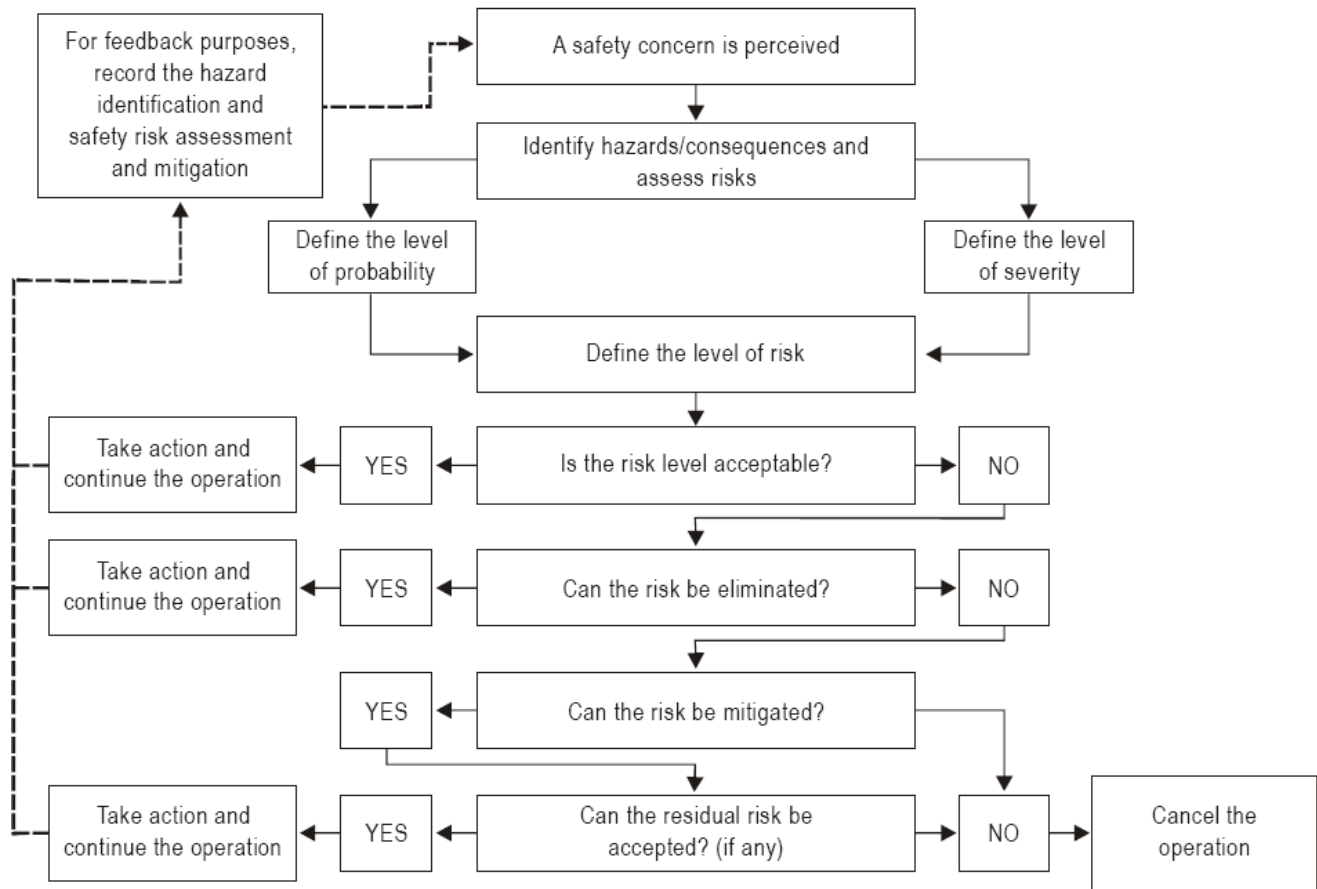 For feedback purposes,
record the hazard
identification and
safety risk assessment
and mitigation
A safety concern is perceived
Identify hazards/consequences and
assess risks
Define the level
of probability
Define the level
of severity
Define the level of risk
Take action and
continue the operation
YES
Is the risk level acceptable?
NO
Take action and
continue the operation
YES
Can the risk be eliminated?
NO
YES
Can the risk be mitigated?
Take action and
continue the operation
YES
Can the residual risk be
accepted? (if any)
NO
Cancel the
operation